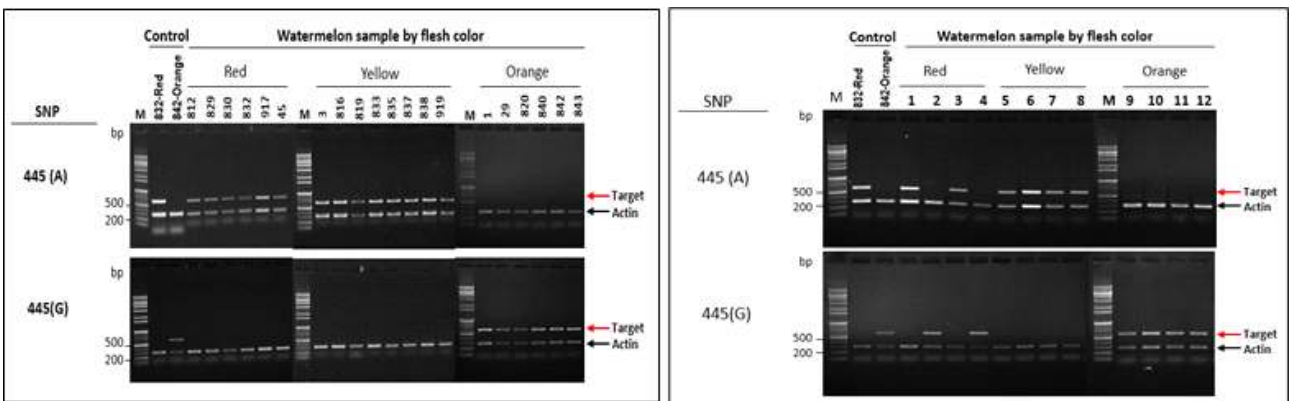 Control
Watermelon sample by flesh color
832-Red
842-Orange
Red
Yellow
Orange
SNP
M
812
829
830
832
917
45
M
3
816
819
833
835
837
838
919
M
1
29
820
840
842
843
bp
445 (A)
500
200
Target
Actin
bp
445(G)
500
200
Target
Actin
Control
Watermelon sample by flesh color
832-Red
842-Orange
Red
Yellow
Orange
SNP
M
1
2
3
4
5
6
7
8
M
9
10
11
12
bp
445 (A)
500
200
Target
Actin
bp
445(G)
500
200
Target
Actin